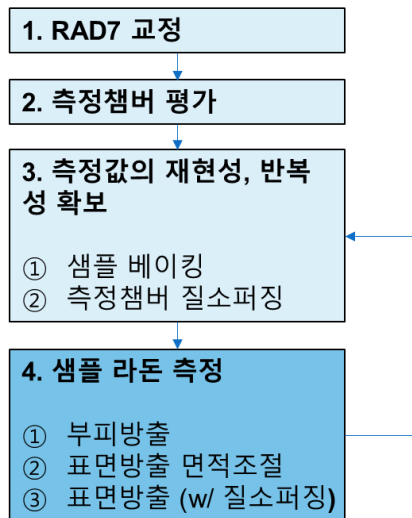 1. RAD7 교정
2. 측정챔버 평가
3. 측정값의 재현성, 반복
성 확보
① 샘플 베이킹
② 측정챔버 질소퍼징
4. 샘플 라돈 측정
① 부피방출
② 표면방출 면적조절
③ 표면방출 (w/ 질소퍼징)